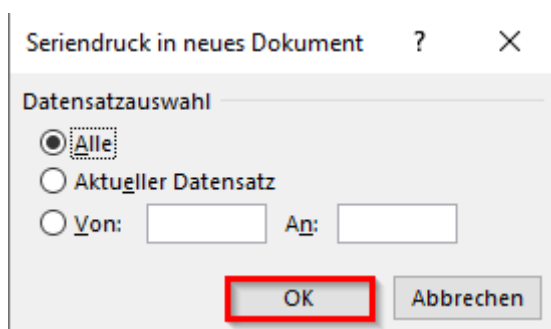 Seriendruck in neues Dokument ? ×
Datensatzauswahl
Alle
Aktueller Datensatz
Von: An:
OK Abbrechen